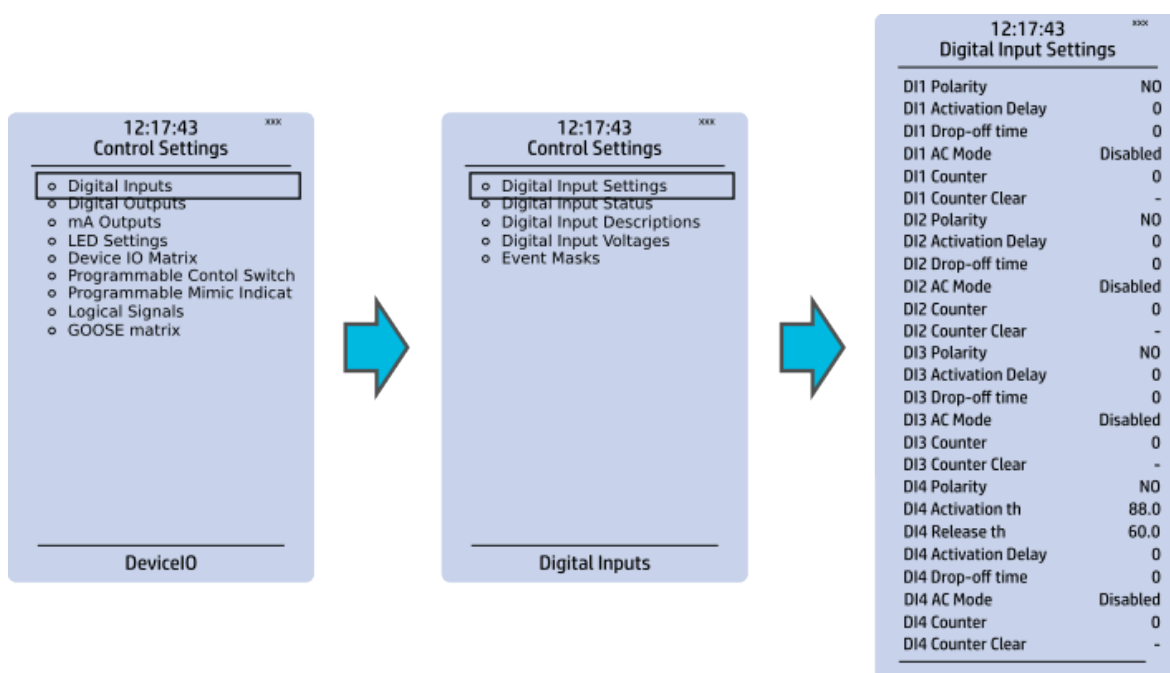 12:17:43 xxx
Control Settings
Digital Inputs
Digital Outputs
mA Outputs
LED Settings
Device IO Matrix
Programmable Contol Switch
Programmable Mimic Indicat
Logical Signals
GOOSE matrix
DeviceIO
12:17:43 xxx
Control Settings
Digital Input Settings
Digital Input Status
Digital Input Descriptions
Digital Input Voltages
Event Masks
Digital Inputs
12:17:43 xxx
Digital Input Settings
DI1 Polarity NO
DI1 Activation Delay 0
DI1 Drop-off time 0
DI1 AC Mode Disabled
DI1 Counter 0
DI1 Counter Clear -
DI2 Polarity NO
DI2 Activation Delay 0
DI2 Drop-off time 0
DI2 AC Mode Disabled
DI2 Counter 0
DI2 Counter Clear -
DI3 Polarity NO
DI3 Activation Delay 0
DI3 Drop-off time 0
DI3 AC Mode Disabled
DI3 Counter 0
DI3 Counter Clear -
DI4 Polarity NO
DI4 Activation th 88.0
DI4 Release th 60.0
DI4 Activation Delay 0
DI4 Drop-off time 0
DI4 AC Mode Disabled
DI4 Counter 0
DI4 Counter Clear -